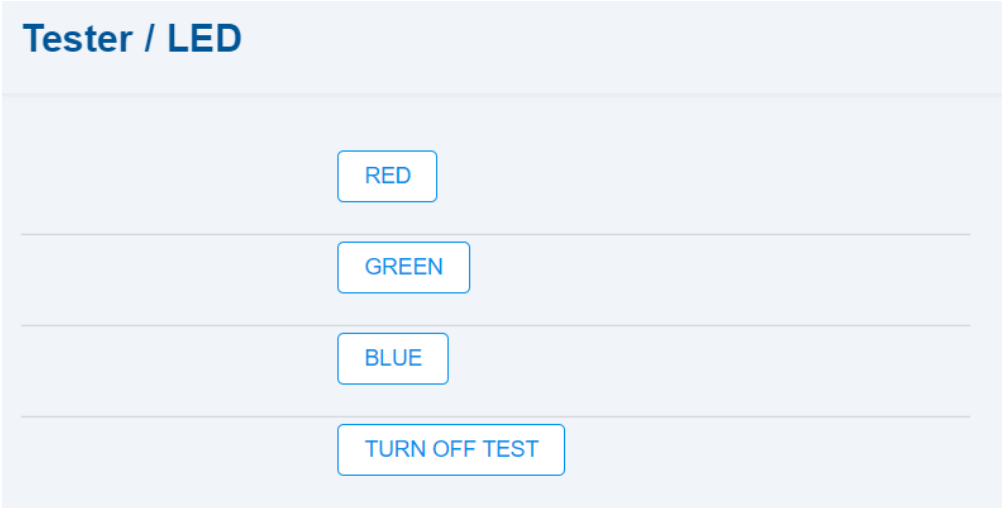 Tester / LED
RED
GREEN
BLUE
TURN OFF TEST